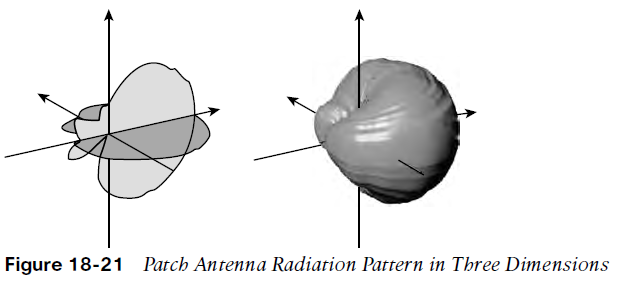 Figure 18-21 Patch Antenna Radiation Pattern in Three Dimensions